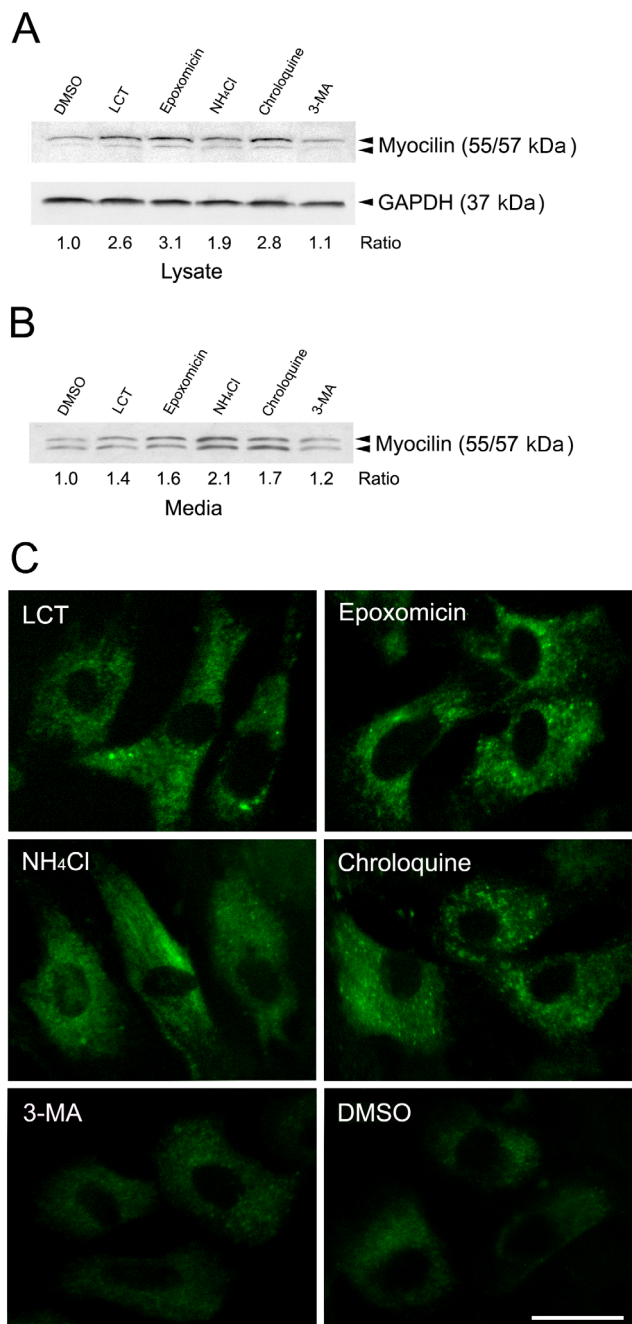 A
DMSO LCT Epoxomicin NH₄Cl Chroloquine 3-MA
Myocilin (55/57 kDa)
GAPDH (37 kDa)
1.0 2.6 3.1 1.9 2.8 1.1 Ratio
Lysate
B
DMSO LCT Epoxomicin NH₄Cl Chroloquine 3-MA
Myocilin (55/57 kDa)
1.0 1.4 1.6 2.1 1.7 1.2 Ratio
Media
C
LCT Epoxomicin
NH₄Cl Chroloquine
3-MA DMSO